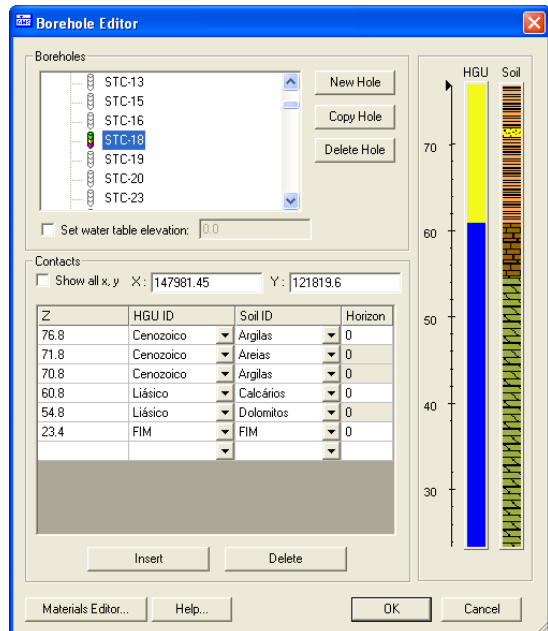 Borehole Editor
Boreholes
STC-13
STC-15
STC-16
STC-18
STC-19
STC-20
STC-23
New Hole
Copy Hole
Delete Hole
Set water table elevation: 0.0
Contacts
Show all x, y X: 147981.45 Y: 121819.6
Z HGU ID Soil ID Horizon
76.8 Cenozoico Argilas 0
71.8 Cenozoico Areias 0
70.8 Cenozoico Argilas 0
60.8 Liásico Calcários 0
54.8 Liásico Dolomitos 0
23.4 FIM FIM 0
Insert Delete
HGU Soil
70
60
50
40
30
Materials Editor... Help... OK Cancel